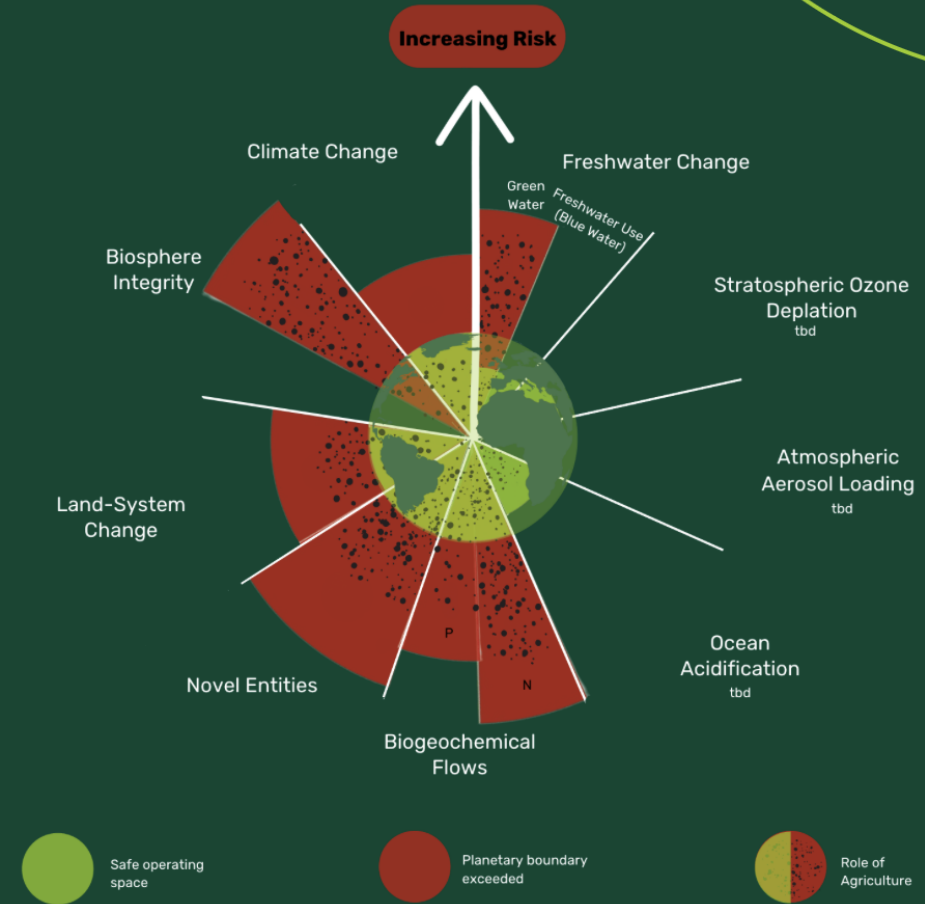 Increasing Risk
Climate Change
Freshwater Change
Green
Water
Freshwater Use
(Blue Water)
Biosphere
Integrity
Stratospheric Ozone
Deplation
tbd
Atmospheric
Aerosol Loading
tbd
Land-System
Change
P
N
Ocean
Acidification
tbd
Novel Entities
Biogeochemical
Flows
Safe operating
space
Planetary boundary
exceeded
Role of
Agriculture